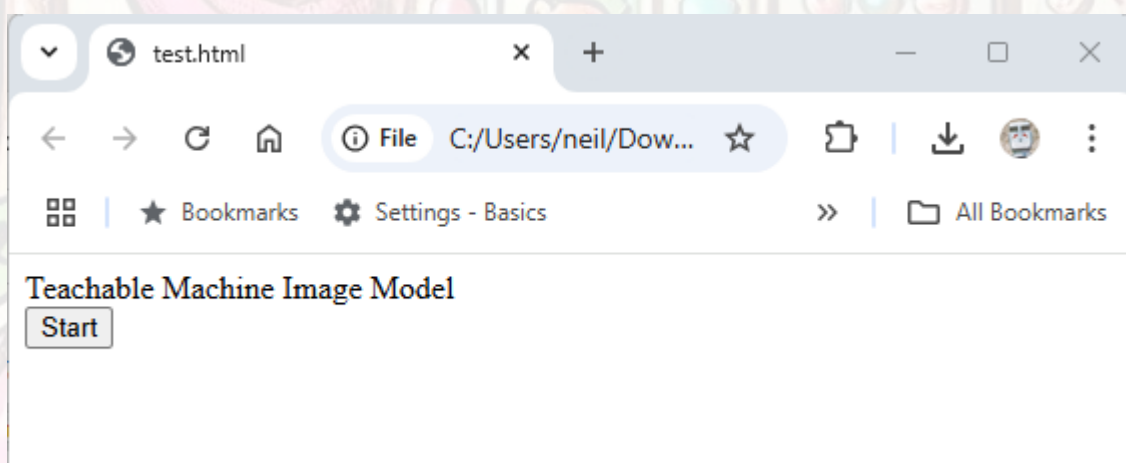 test.html
File C:/Users/neil/Dow...
Bookmarks Settings - Basics All Bookmarks
Teachable Machine Image Model
Start